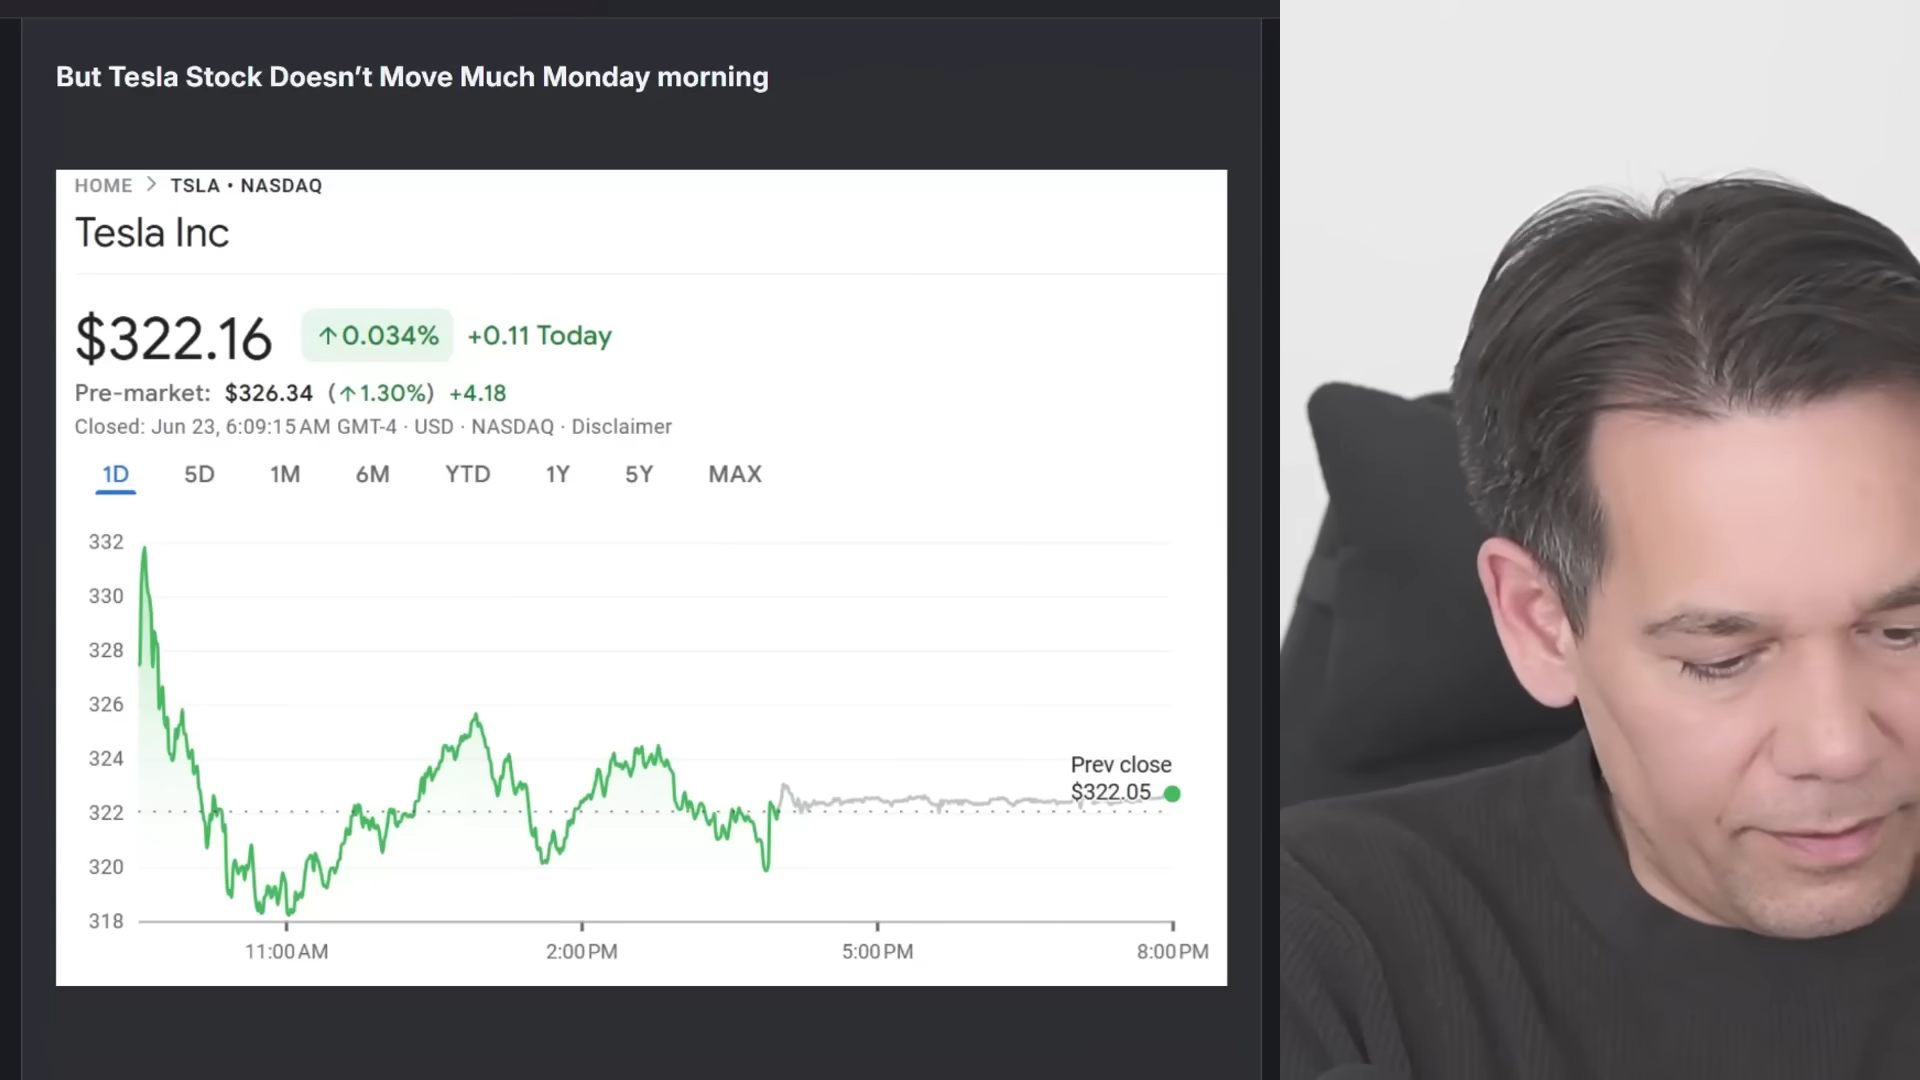 But Tesla Stock Doesn’t Move Much Monday morning
HOME > TSLA • NASDAQ
Tesla Inc
$322.16 ↑0.034% +0.11 Today
Pre-market: $326.34 (↑1.30%) +4.18
Closed: Jun 23, 6:09:15 AM GMT-4 · USD · NASDAQ · Disclaimer
1D 5D 1M 6M YTD 1Y 5Y MAX
332
330
328
326
324
322
320
318
Prev close
$322.05
11:00 AM 2:00 PM 5:00 PM 8:00 PM